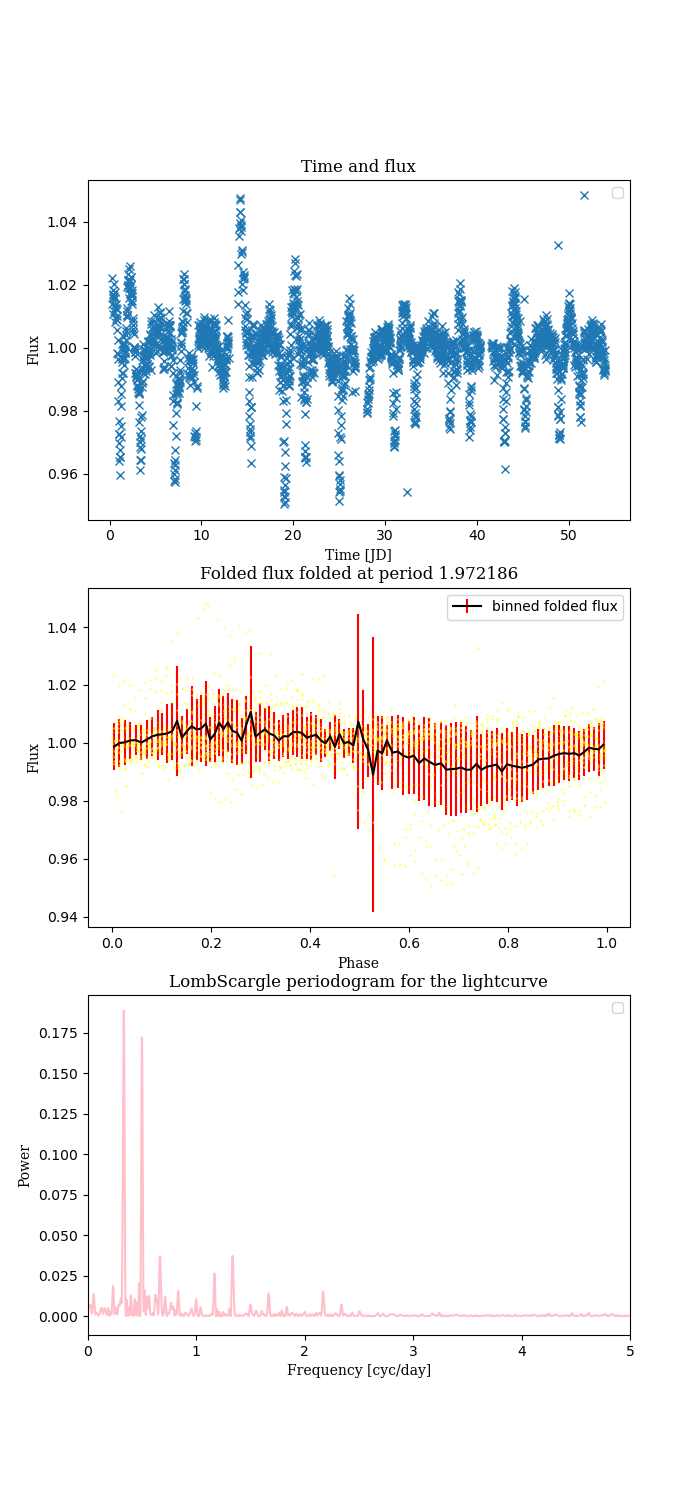 Time and flux
1.04
1.02
1.00
0.98
0.96
Flux
0 10 20 30 40 50
Time [JD]
Folded flux folded at period 1.972186
binned folded flux
1.04
1.02
1.00
0.98
0.96
0.94
Flux
0.0 0.2 0.4 0.6 0.8 1.0
Phase
LombScargle periodogram for the lightcurve
0.175
0.150
0.125
0.100
0.075
0.050
0.025
0.000
Power
0 1 2 3 4 5
Frequency [cyc/day]